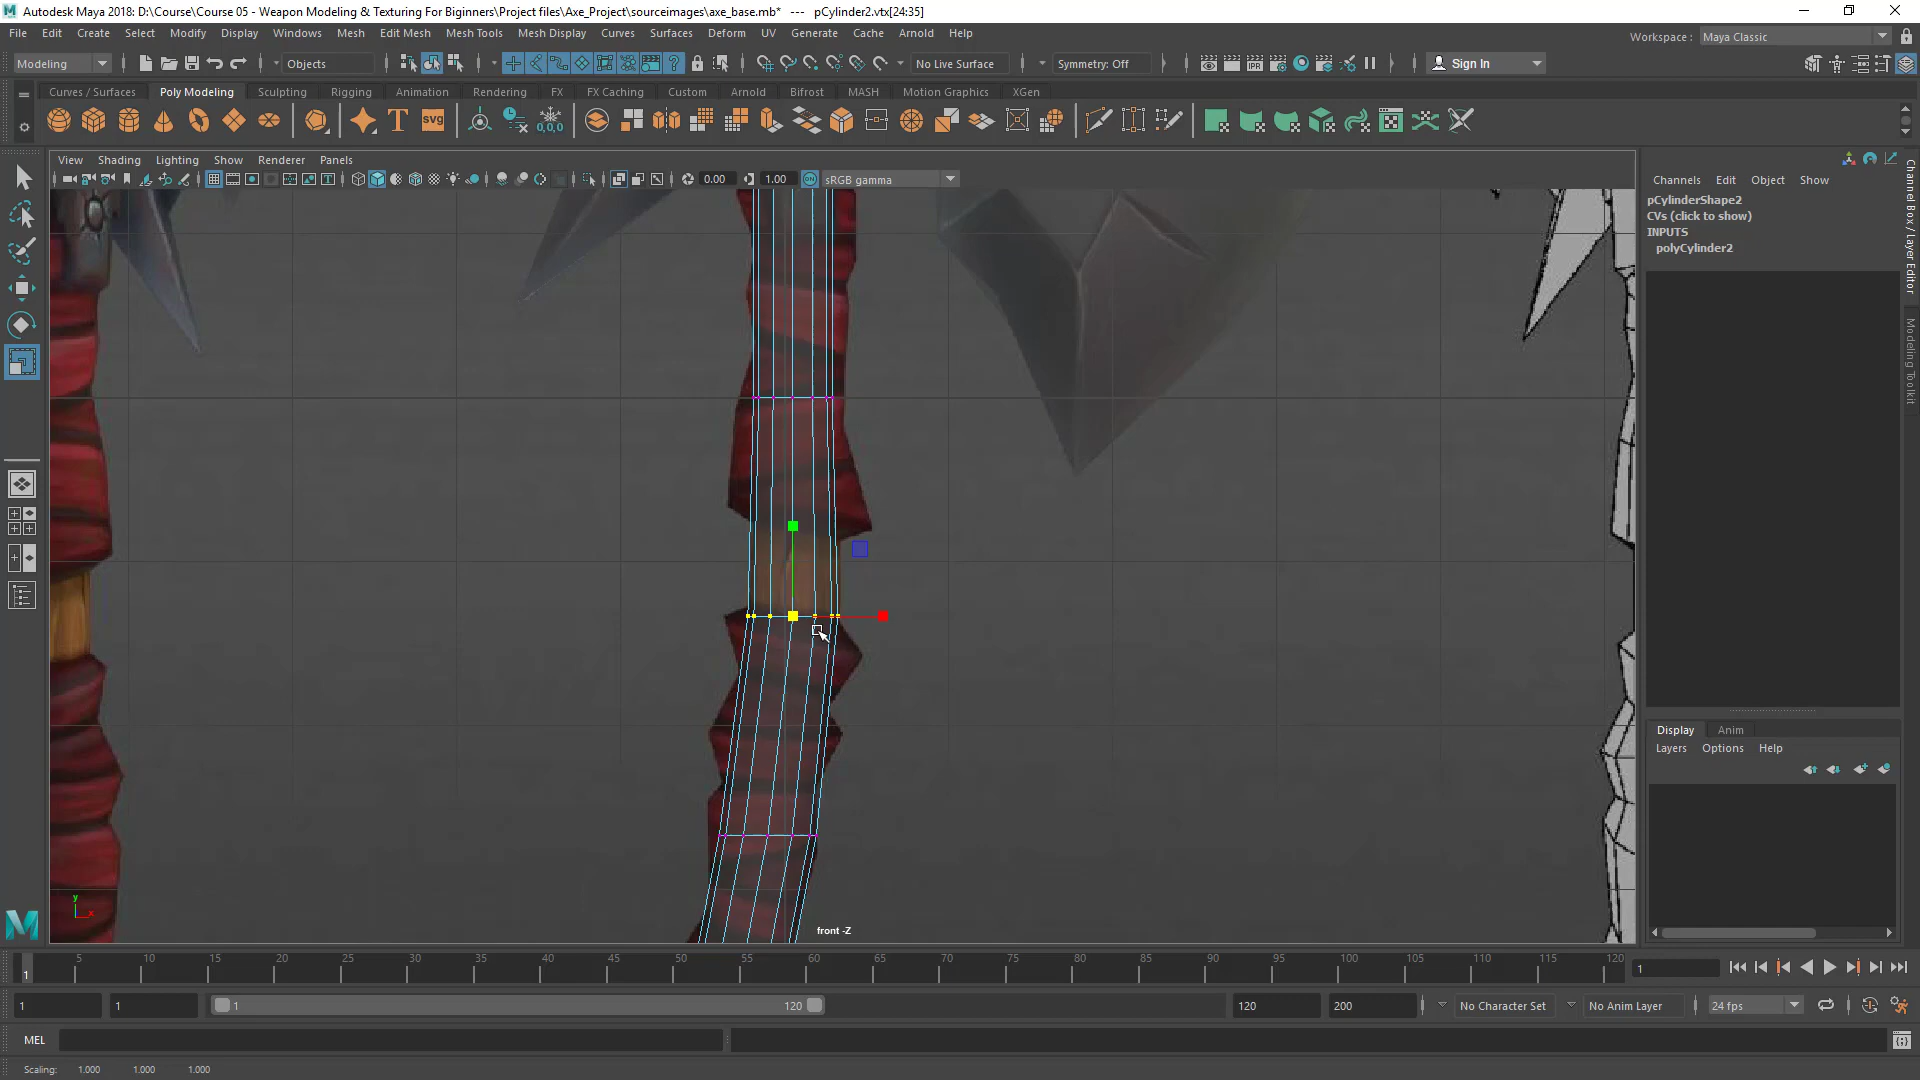 Autodesk Maya 2018: D:\Course\Course 05 - Weapon Modeling & Texturing For Biginners\Project files\Axe_Project\sourceimages\axe_base.mb* --- pCylinder2.vtx[24:35]
File Edit Create Select Modify Display Windows Mesh Edit Mesh Mesh Tools Mesh Display Curves Surfaces Deform UV Generate Cache Arnold Help
Workspace : Maya Classic
Modeling Objects No Live Surface Symmetry: Off Sign In
Curves / Surfaces Poly Modeling Sculpting Rigging Animation Rendering FX FX Caching Custom Arnold Bifrost MASH Motion Graphics XGen
T svg 0,0,0
View Shading Lighting Show Renderer Panels
0.00 1.00 ON sRGB gamma
Channels Edit Object Show
pCylinderShape2
CVs (click to show)
INPUTS
polyCylinder2
Channel Box / Layer Editor
Modeling Toolkit
Display Anim
Layers Options Help
y
x
front -Z
1 5 10 15 20 25 30 35 40 45 50 55 60 65 70 75 80 85 90 95 100 105 110 115 120 1
1 1 1 120 120 200 No Character Set No Anim Layer 24 fps
MEL
Scaling: 1.000 1.000 1.000